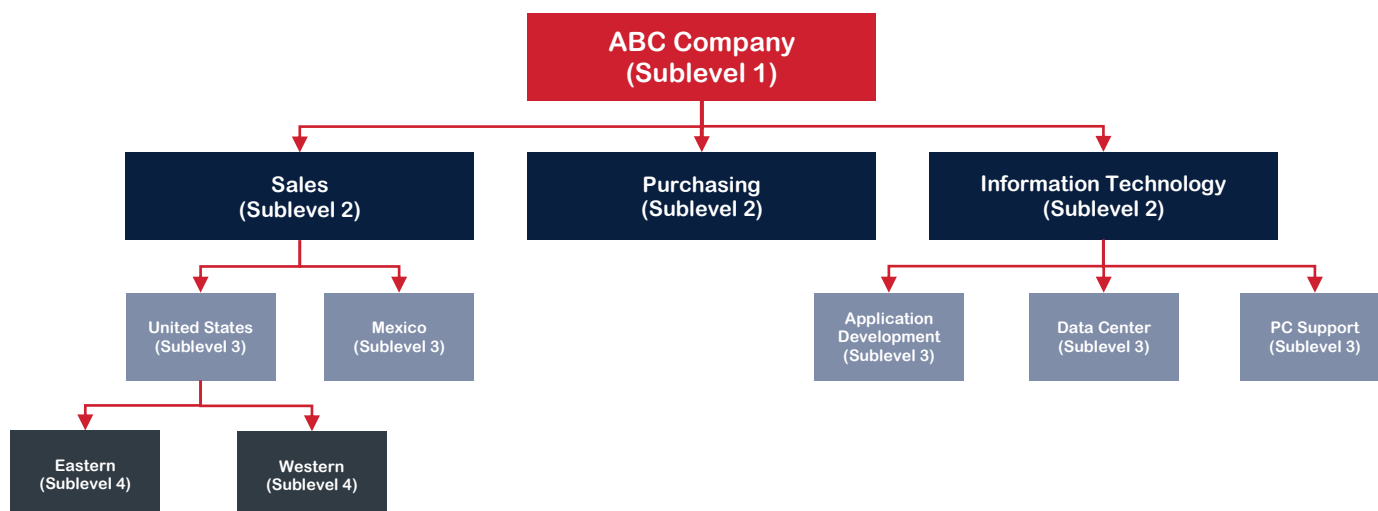 ABC Company
(Sublevel 1)
Sales
(Sublevel 2)
Purchasing
(Sublevel 2)
Information Technology
(Sublevel 2)
United States
(Sublevel 3)
Mexico
(Sublevel 3)
Application
Development
(Sublevel 3)
Data Center
(Sublevel 3)
PC Support
(Sublevel 3)
Eastern
(Sublevel 4)
Western
(Sublevel 4)